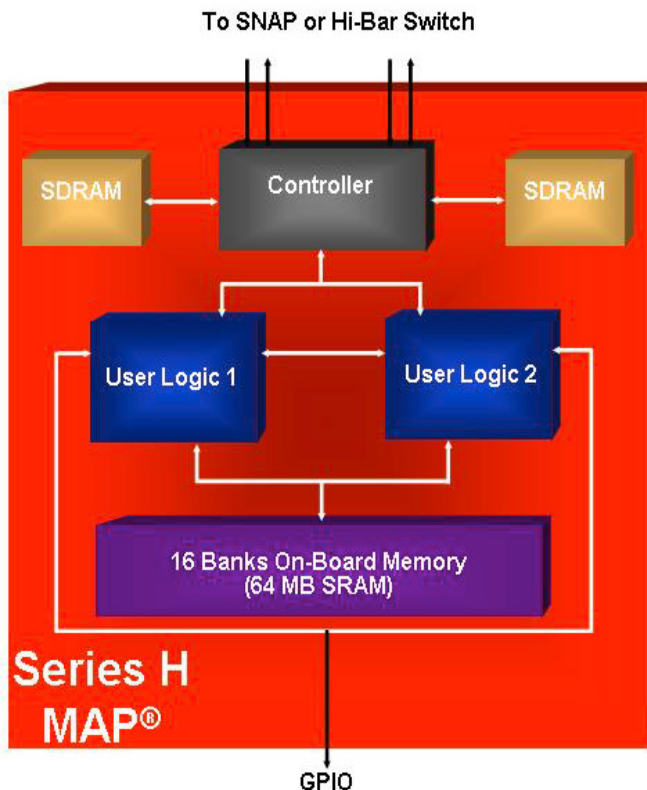 To SNAP or Hi-Bar Switch
SDRAM
Controller
SDRAM
User Logic 1
User Logic 2
16 Banks On-Board Memory
(64 MB SRAM)
Series H
MAP®
GPIO